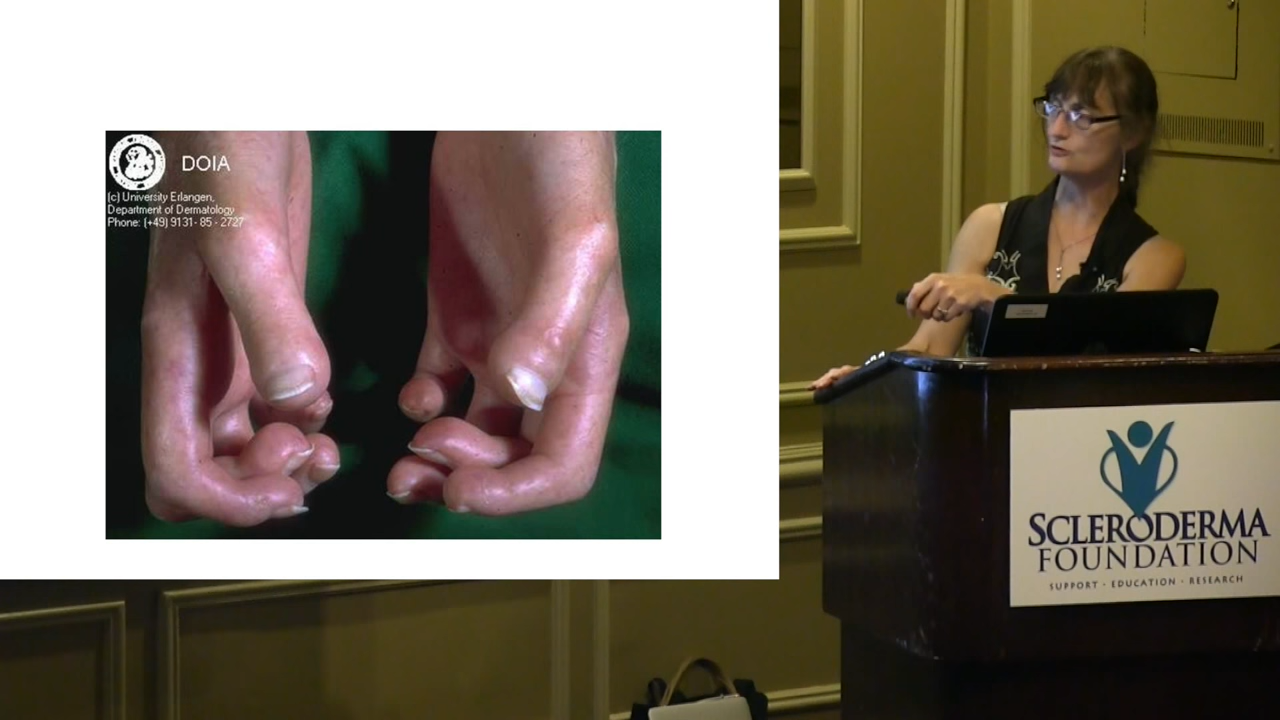 DOIA
(c) University Erlangen,
Department of Dermatology
Phone: (+49) 9131- 85 - 2727
SCLERODERMA
FOUNDATION
SUPPORT · EDUCATION · RESEARCH